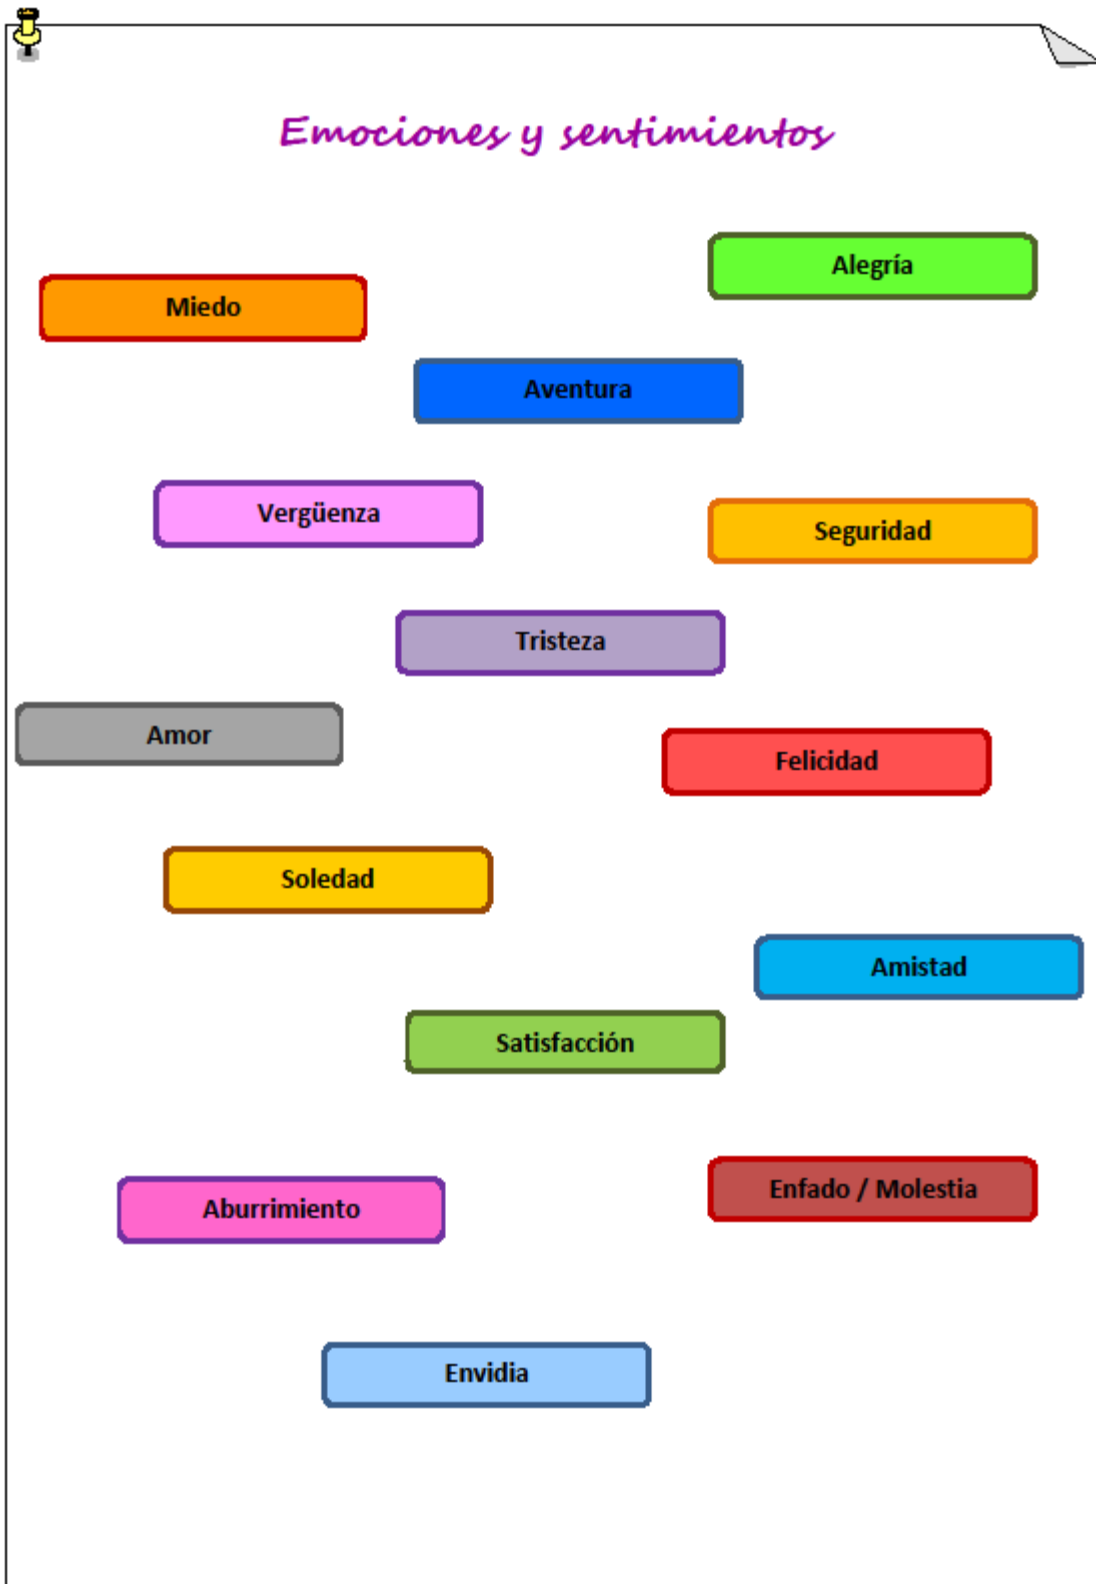 Emociones y sentimientos
Alegría
Miedo
Aventura
Vergüenza
Seguridad
Tristeza
Amor
Felicidad
Soledad
Amistad
Satisfacción
Enfado / Molestia
Aburrimiento
Envidia